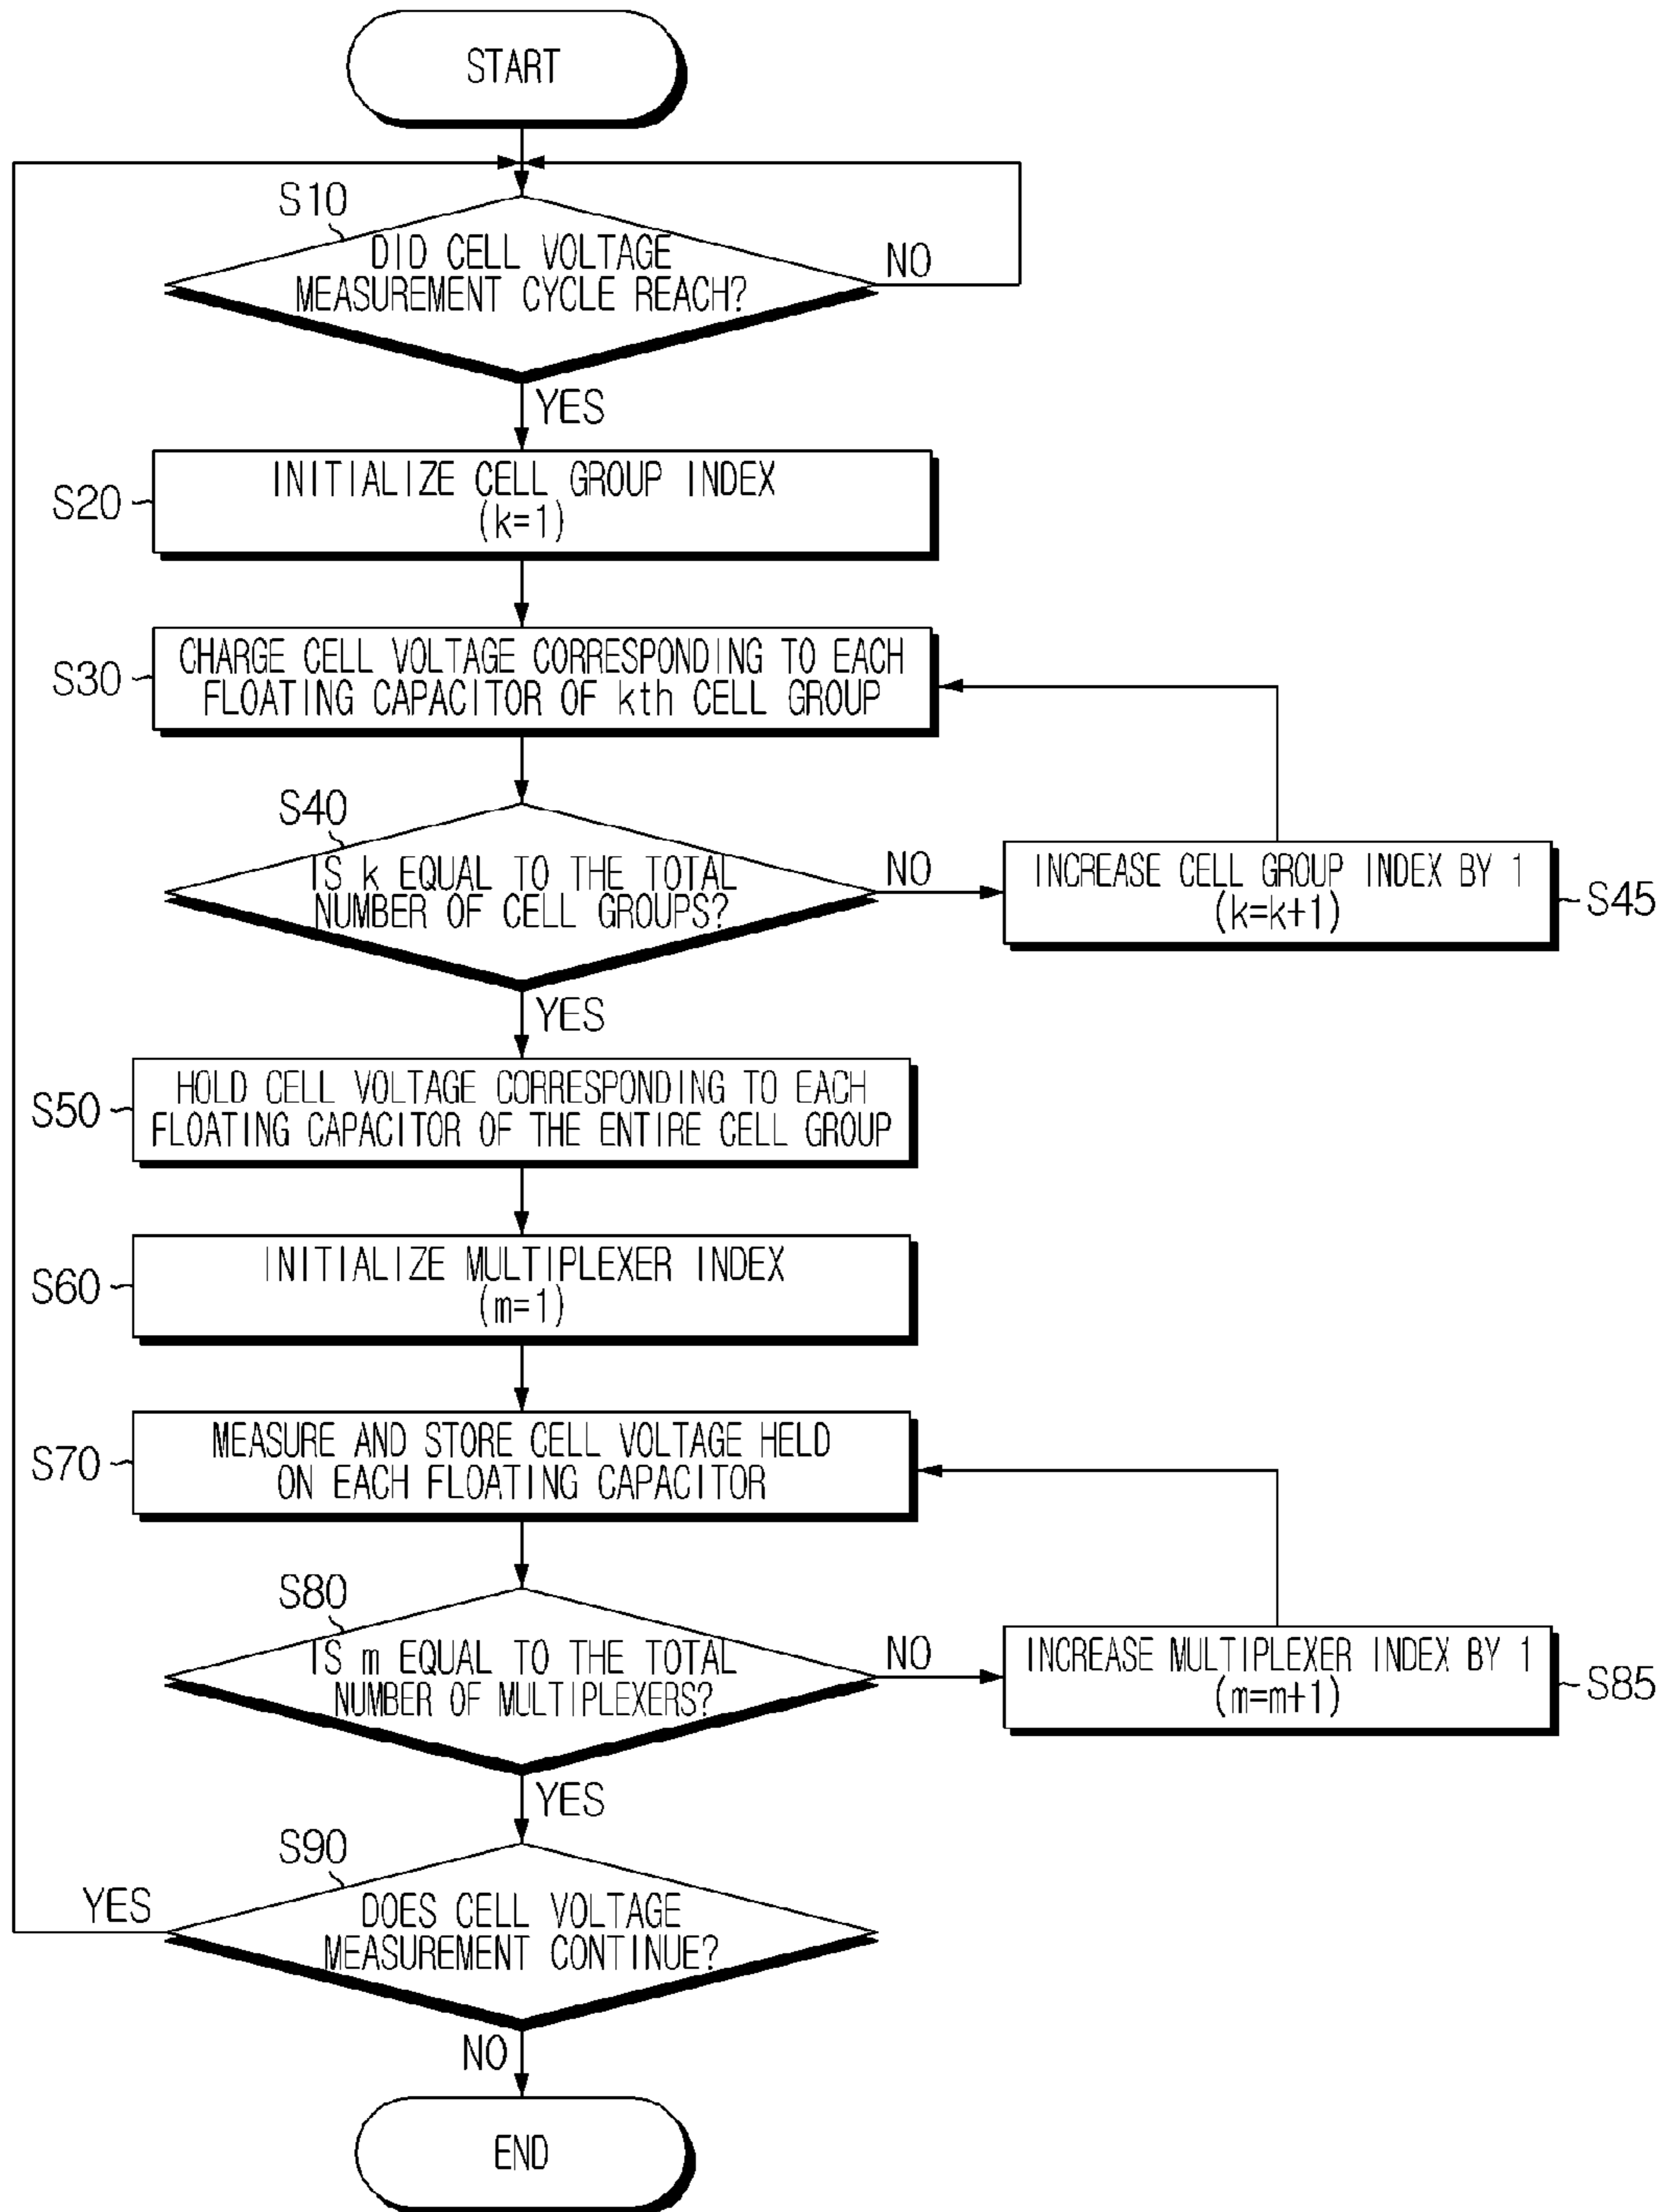 START
S10
DID CELL VOLTAGE
MEASUREMENT CYCLE REACH?
NO
YES
S20
INITIALIZE CELL GROUP INDEX
(k=1)
S30
CHARGE CELL VOLTAGE CORRESPONDING TO EACH
FLOATING CAPACITOR OF kth CELL GROUP
S40
IS k EQUAL TO THE TOTAL
NUMBER OF CELL GROUPS?
NO
INCREASE CELL GROUP INDEX BY 1
(k=k+1)
S45
YES
S50
HOLD CELL VOLTAGE CORRESPONDING TO EACH
FLOATING CAPACITOR OF THE ENTIRE CELL GROUP
S60
INITIALIZE MULTIPLEXER INDEX
(m=1)
S70
MEASURE AND STORE CELL VOLTAGE HELD
ON EACH FLOATING CAPACITOR
S80
IS m EQUAL TO THE TOTAL
NUMBER OF MULTIPLEXERS?
NO
INCREASE MULTIPLEXER INDEX BY 1
(m=m+1)
S85
YES
S90
YES
DOES CELL VOLTAGE
MEASUREMENT CONTINUE?
NO
END